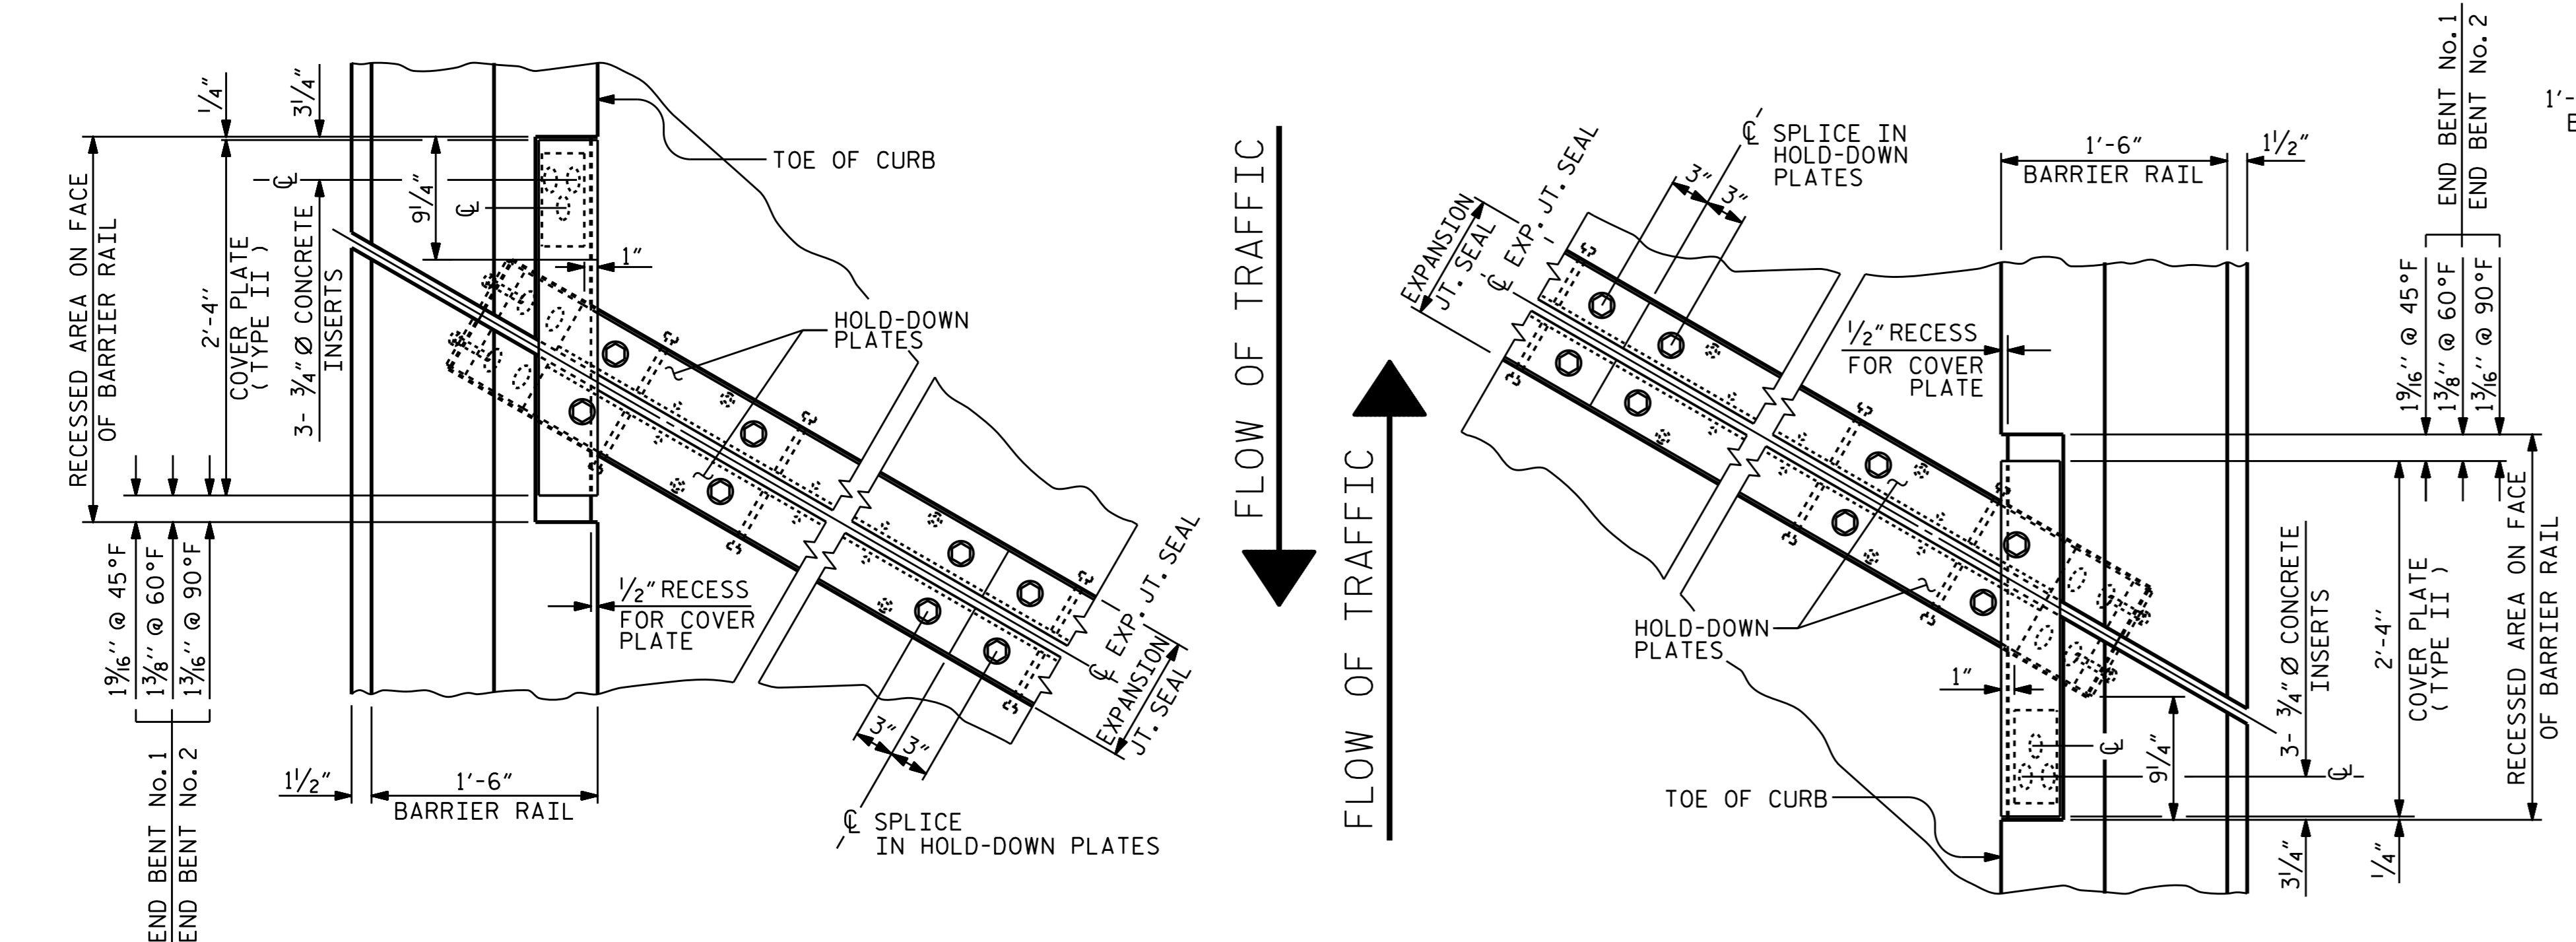 1/4"
3 1/4"
RECESSED AREA ON FACE
OF BARRIER RAIL
2'-4"
COVER PLATE
( TYPE II )
3- 3/4" Ø CONCRETE
INSERTS
℄
9 1/4"
℄
1"
TOE OF CURB
HOLD-DOWN
PLATES
1 9/16" @ 45°F
1 3/8" @ 60°F
1 3/16" @ 90°F
END BENT No. 1
END BENT No. 2
1/2" RECESS
FOR COVER
PLATE
1 1/2"
1'-6"
BARRIER RAIL
3"
3"
℄ SPLICE
IN HOLD-DOWN PLATES
℄ EXP. JT. SEAL
EXPANSION
JT. SEAL
FLOW OF TRAFFIC
FLOW OF TRAFFIC
EXPANSION
JT. SEAL
℄ EXP. JT. SEAL
3"
3"
℄ SPLICE IN
HOLD-DOWN
PLATES
1/2" RECESS
FOR COVER
PLATE
1'-6"
BARRIER RAIL
1 1/2"
END BENT No. 1
END BENT No. 2
1 9/16" @ 45°F
1 3/8" @ 60°F
1 3/16" @ 90°F
1'-
HOLD-DOWN
PLATES
1"
TOE OF CURB
℄
9 1/4"
℄
3- 3/4" Ø CONCRETE
INSERTS
2'-4"
COVER PLATE
( TYPE II )
RECESSED AREA ON FACE
OF BARRIER RAIL
3 1/4"
1/4"